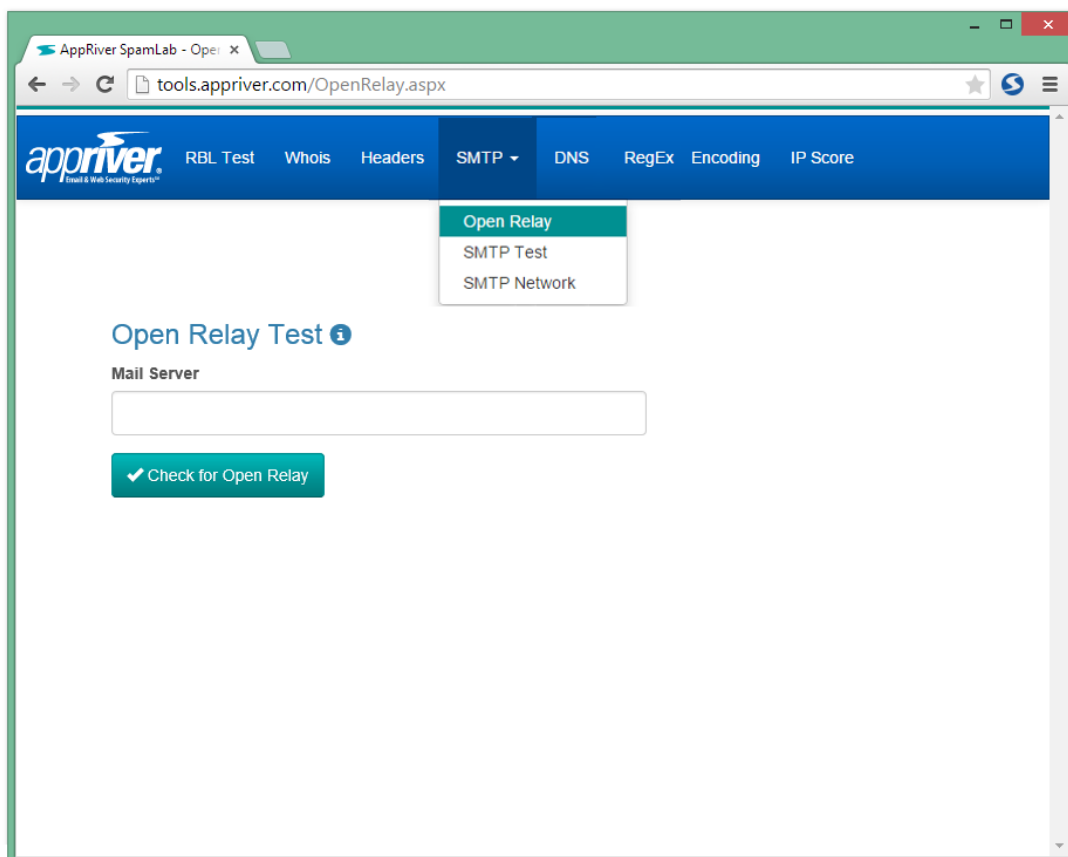 AppRiver SpamLab - Oper
tools.appriver.com/OpenRelay.aspx
appriver. RBL Test Whois Headers SMTP DNS RegEx Encoding IP Score
Email & Web Security Experts
Open Relay
SMTP Test
SMTP Network
Open Relay Test
Mail Server
Check for Open Relay